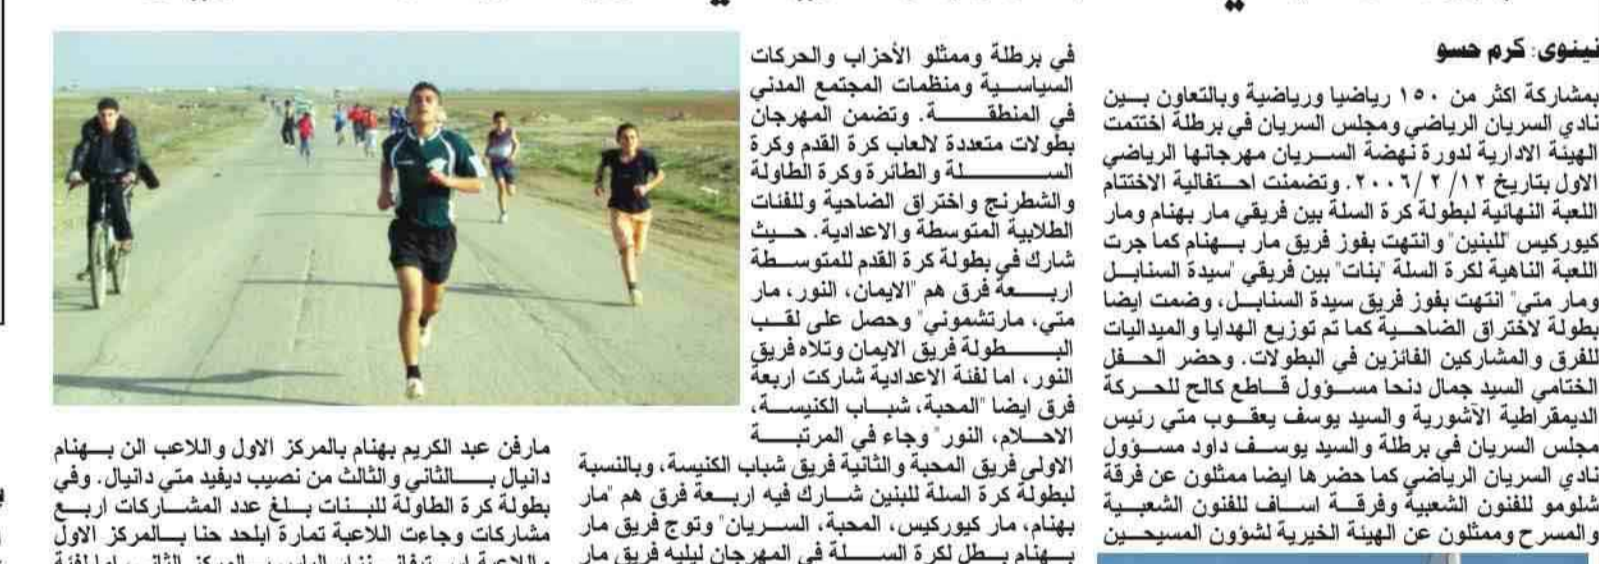 نينوى: كرم حسو
بمشاركة اكثر من ١٥٠ رياضيا ورياضية وبالتعاون بين
نادي السريان الرياضي ومجلس السريان في برطلة اختتمت
الهيئة الادارية لدورة نهضة السريان مهرجانها الرياضي
الاول بتاريخ ١٢/ ٢ /٢٠٠٦. وتضمنت احتفالية الاختتام
اللعبة النهائية لبطولة كرة السلة بين فريقي مار بهنام ومار
كيوركيس "للبنين" وانتهت بفوز فريق مار بهنام كما جرت
اللعبة الناهية لكرة السلة "بنات" بين فريقي "سيدة السنابل
ومار متي" انتهت بفوز فريق سيدة السنابل، وضمت ايضا
بطولة لاختراق الضاحية كما تم توزيع الهدايا والميداليات
للفرق والمشاركين الفائزين في البطولات. وحضر الحفل
الختامي السيد جمال دنحا مسؤول قاطع كالح للحركة
الديمقراطية الآشورية والسيد يوسف يعقوب متي رئيس
مجلس السريان في برطلة والسيد يوسف داود مسؤول
نادي السريان الرياضي كما حضرها ايضا ممثلون عن فرقة
شلومو للفنون الشعبية وفرقة اساف للفنون الشعبية
والمسرح وممثلون عن الهيئة الخيرية لشؤون المسيحين
في برطلة وممثلو الأحزاب والحركات
السياسية ومنظمات المجتمع المدني
في المنطقة. وتضمن المهرجان
بطولات متعددة لالعاب كرة القدم وكرة
السلة والطائرة وكرة الطاولة
والشطرنج واختراق الضاحية وللفئات
الطلابية المتوسطة والاعدادية. حيث
شارك في بطولة كرة القدم للمتوسطة
اربعة فرق هم "الايمان، النور، مار
متي، مارتشموني" وحصل على لقب
البطولة فريق الايمان وتلاه فريق
النور، اما لفئة الاعدادية شاركت اربعة
فرق ايضا "المحبة، شباب الكنيسة،
الاحلام، النور" وجاء في المرتبة
الاولى فريق المحبة والثانية فريق شباب الكنيسة، وبالنسبة
لبطولة كرة السلة للبنين شارك فيه اربعة فرق هم "مار
بهنام، مار كيوركيس، المحبة، السريان" وتوج فريق مار
بهنام بطل لكرة السلة في المهرجان ليليه فريق مار
مارفن عبد الكريم بهنام بالمركز الاول واللاعب الن بهنام
دانيال بالثاني والثالث من نصيب ديفيد متي دانيال. وفي
بطولة كرة الطاولة للبنات بلغ عدد المشاركات اربع
مشاركات وجاءت اللاعبة تمارة ابلحد حنا بالمركز الاول